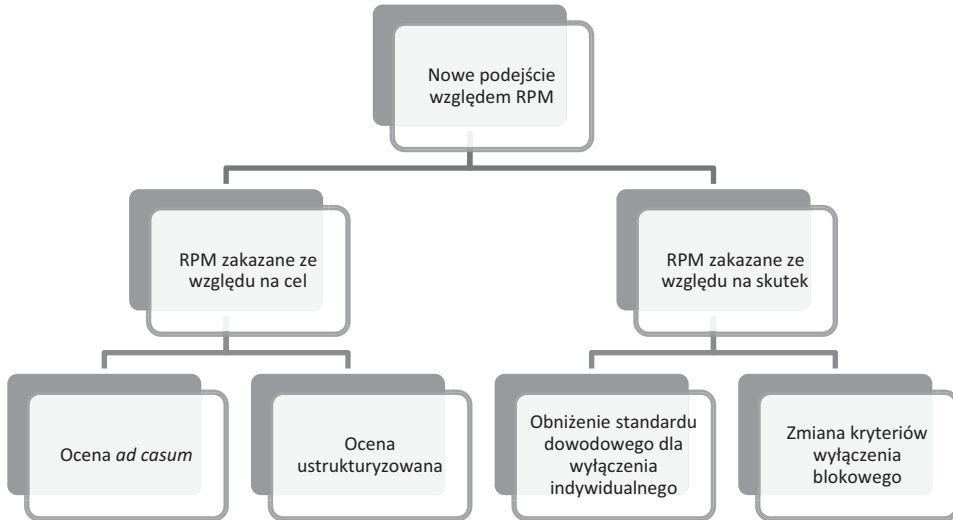 Nowe podejście
względem RPM
RPM zakazane ze
względu na cel
RPM zakazane ze
względu na skutek
Ocena ad casum
Ocena
ustrukturyzowana
Obniżenie standardu
dowodowego dla
wyłączenia
indywidualnego
Zmiana kryteriów
wyłączenia
blokowego